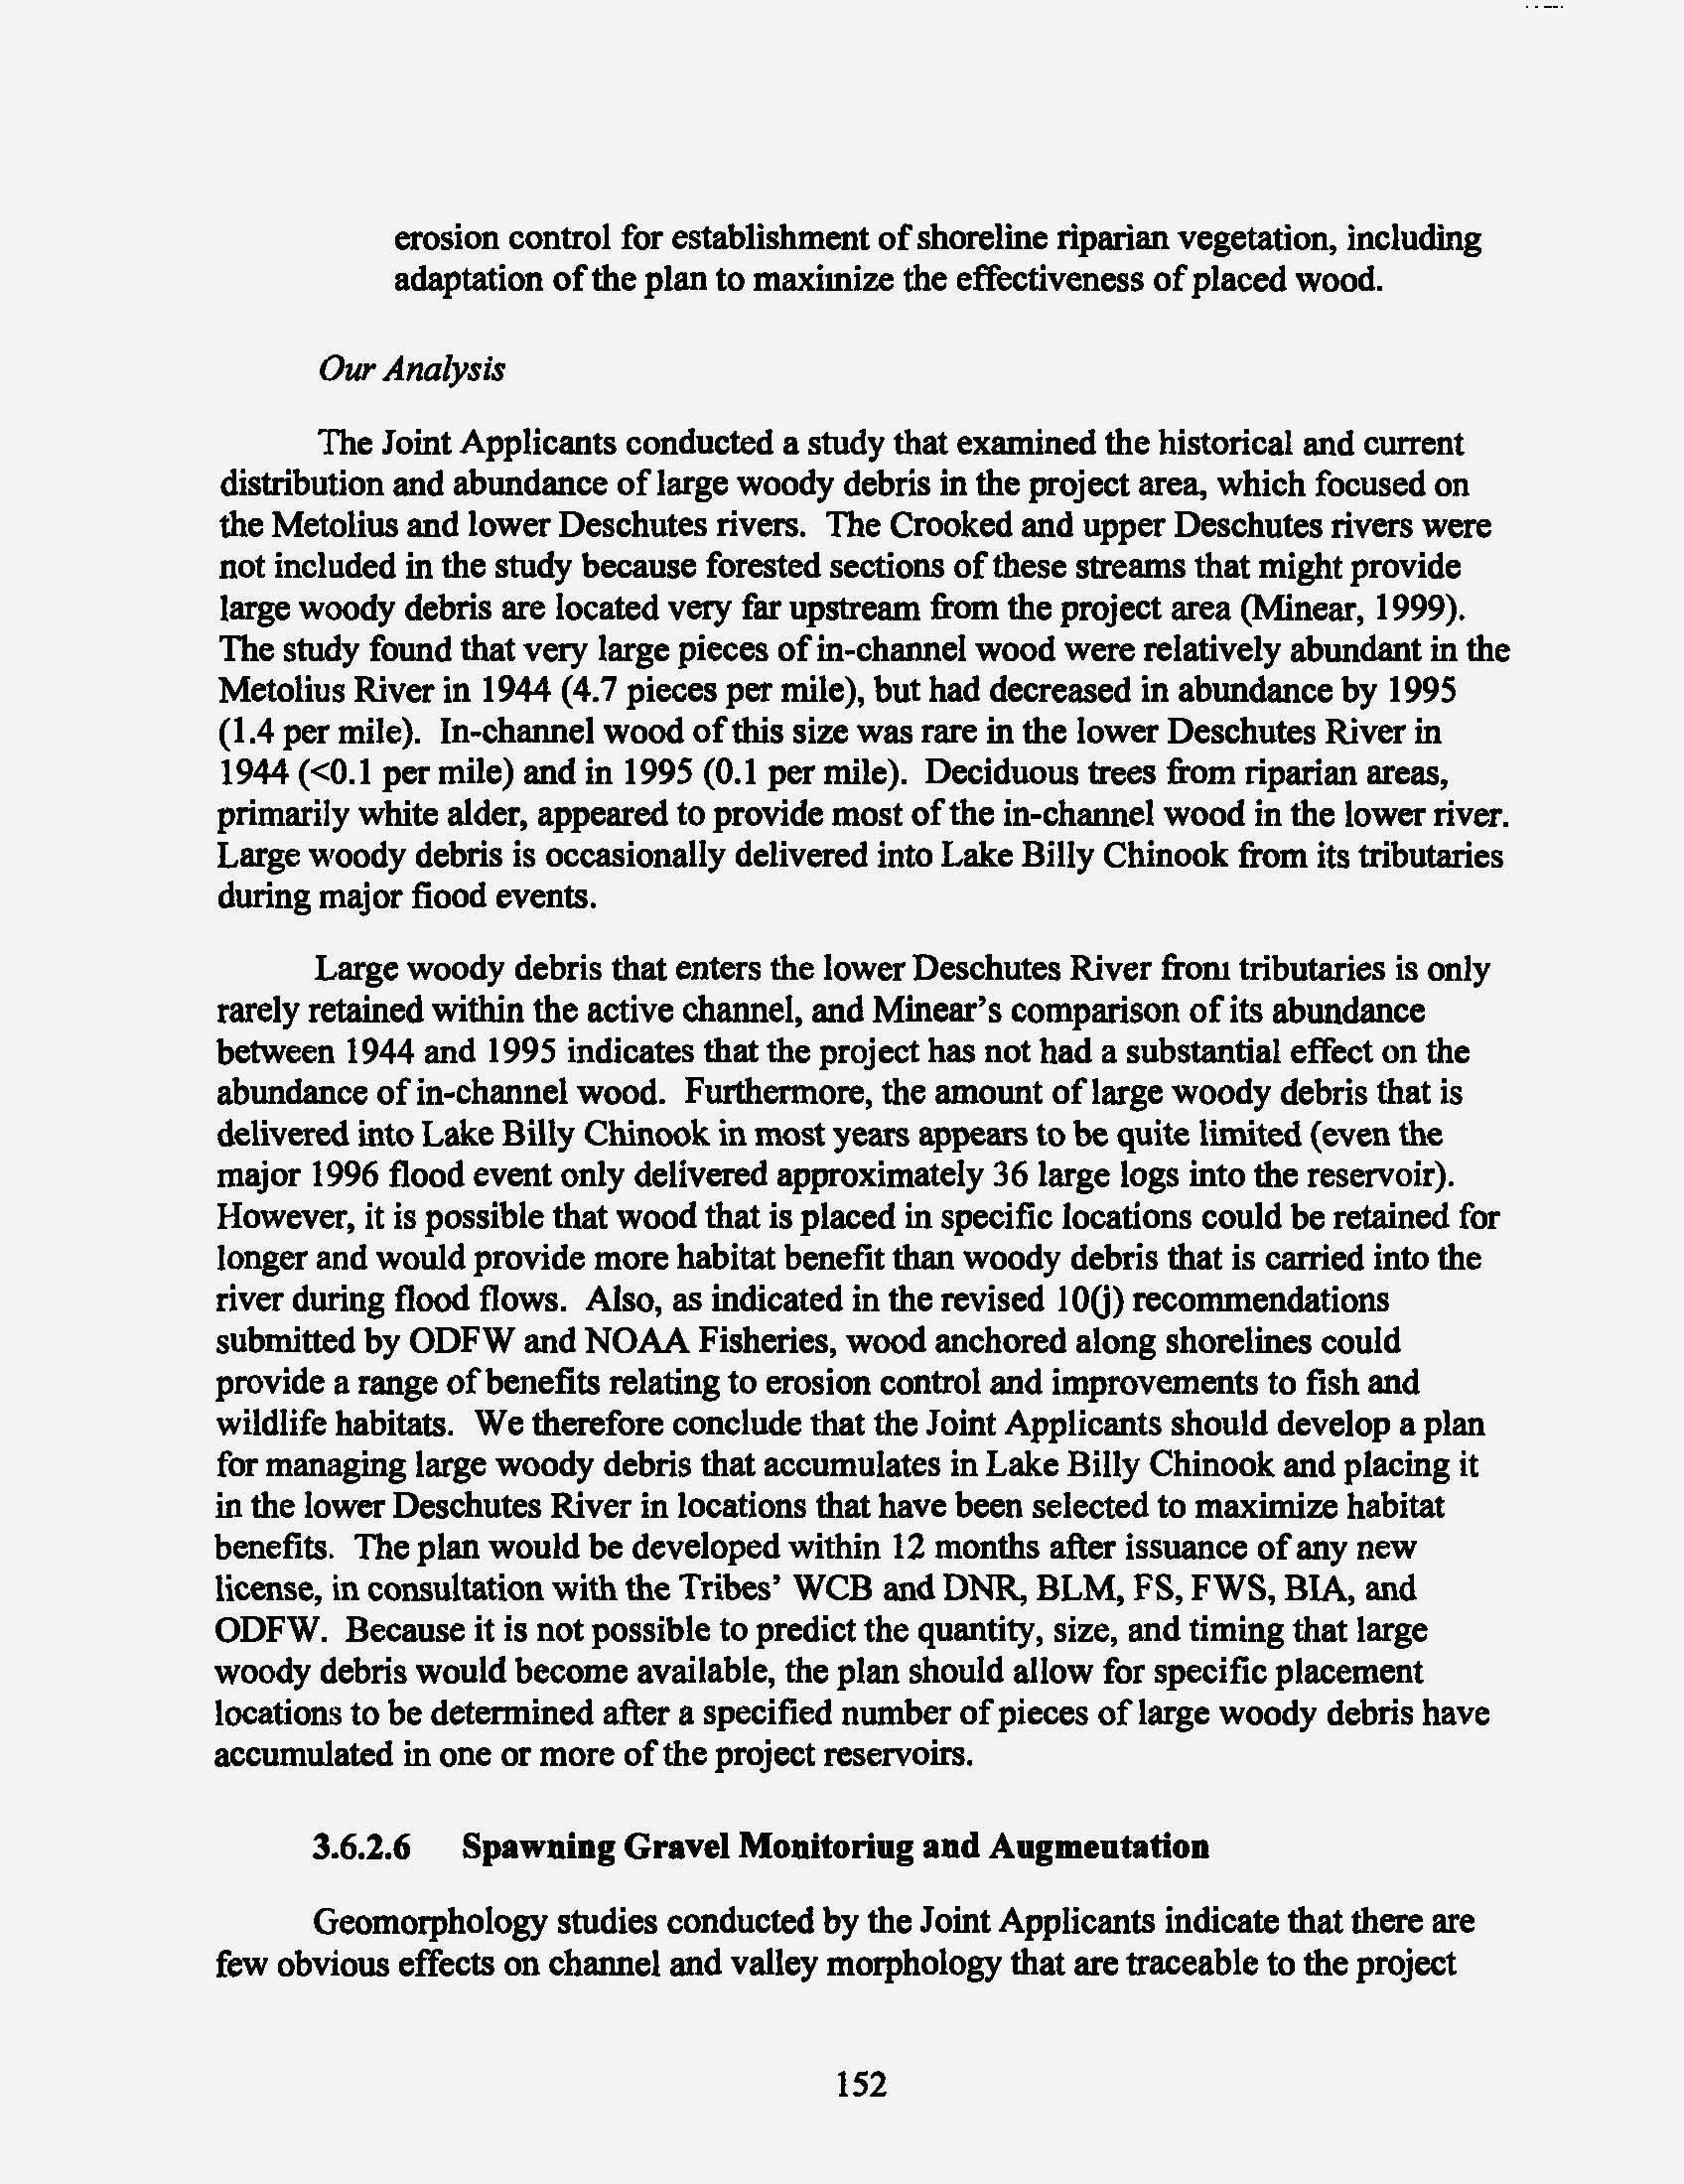 erosion control for establishment of shoreline riparian vegetation, including
adaptation of the plan to maximize the effectiveness of placed wood.
Our Analysis
The Joint Applicants conducted a study that examined the historical and current
distribution and abundance of large woody debris in the project area, which focused on
the Metolius and lower Deschutes rivers. The Crooked and upper Deschutes rivers were
not included in the study because forested sections of these streams that might provide
large woody debris are located very far upstream from the project area (Minear, 1999).
The study found that very large pieces of in-channel wood were relatively abundant in the
Metolius River in 1944 (4.7 pieces per mile), but had decreased in abundance by 1995
(1.4 per mile). In-channel wood of this size was rare in the lower Deschutes River in
1944 (<0.1 per mile) and in 1995 (0.1 per mile). Deciduous trees from riparian areas,
primarily white alder, appeared to provide most of the in-channel wood in the lower river.
Large woody debris is occasionally delivered into Lake Billy Chinook from its tributaries
during major flood events.
Large woody debris that enters the lower Deschutes River from tributaries is only
rarely retained within the active channel, and Minear's comparison of its abundance
between 1944 and 1995 indicates that the project has not had a substantial effect on the
abundance of in-channel wood. Furthermore, the amount of large woody debris that is
delivered into Lake Billy Chinook in most years appears to be quite limited (even the
major 1996 flood event only delivered approximately 36 large logs into the reservoir).
However, it is possible that wood that is placed in specific locations could be retained for
longer and would provide more habitat benefit than woody debris that is carried into the
river during flood flows. Also, as indicated in the revised 10(j) recommendations
submitted by ODFW and NOAA Fisheries, wood anchored along shorelines could
provide a range of benefits relating to erosion control and improvements to fish and
wildlife habitats. We therefore conclude that the Joint Applicants should develop a plan
for managing large woody debris that accumulates in Lake Billy Chinook and placing it
in the lower Deschutes River in locations that have been selected to maximize habitat
benefits. The plan would be developed within 12 months after issuance of any new
license, in consultation with the Tribes' WCB and DNR, BLM, FS, FWS, BIA, and
ODFW. Because it is not possible to predict the quantity, size, and timing that large
woody debris would become available, the plan should allow for specific placement
locations to be determined after a specified number of pieces of large woody debris have
accumulated in one or more of the project reservoirs.
3.6.2.6 Spawning Gravel Monitoring and Augmentation
Geomorphology studies conducted by the Joint Applicants indicate that there are
few obvious effects on channel and valley morphology that are traceable to the project
152